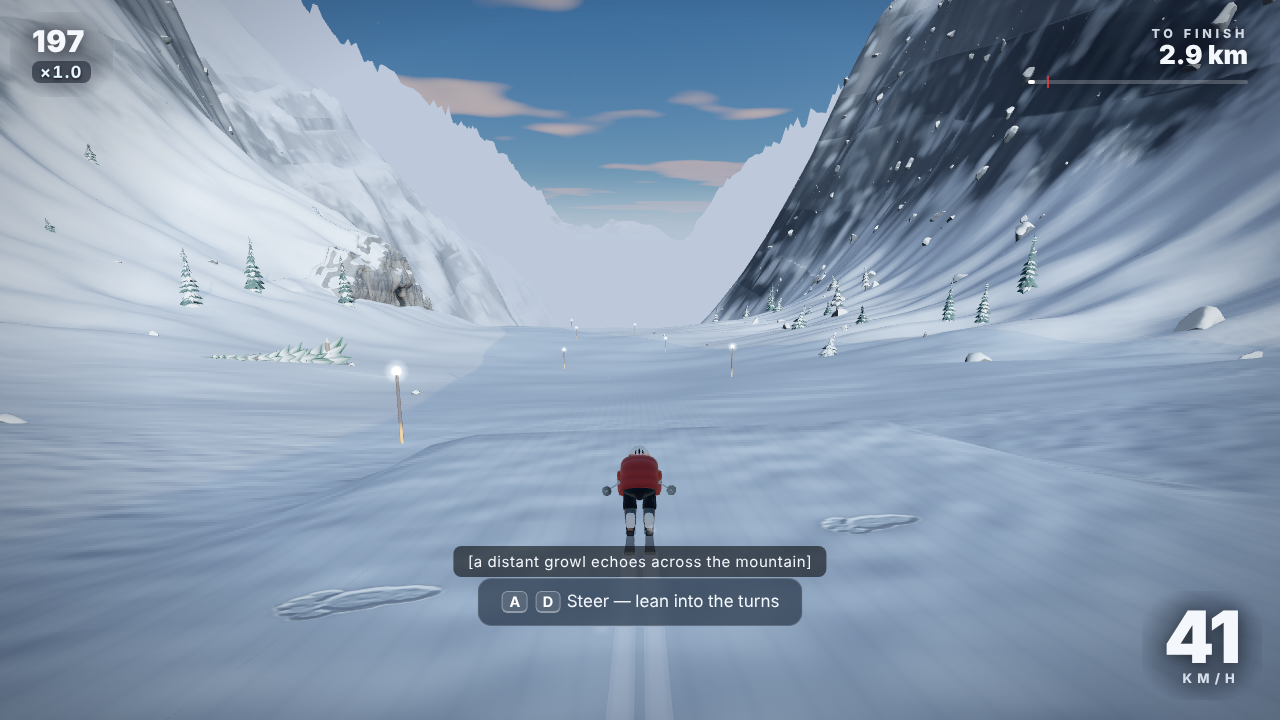 197
×1.0
TO FINISH
2.9 km
[a distant growl echoes across the mountain]
A D Steer — lean into the turns
41
KM/H